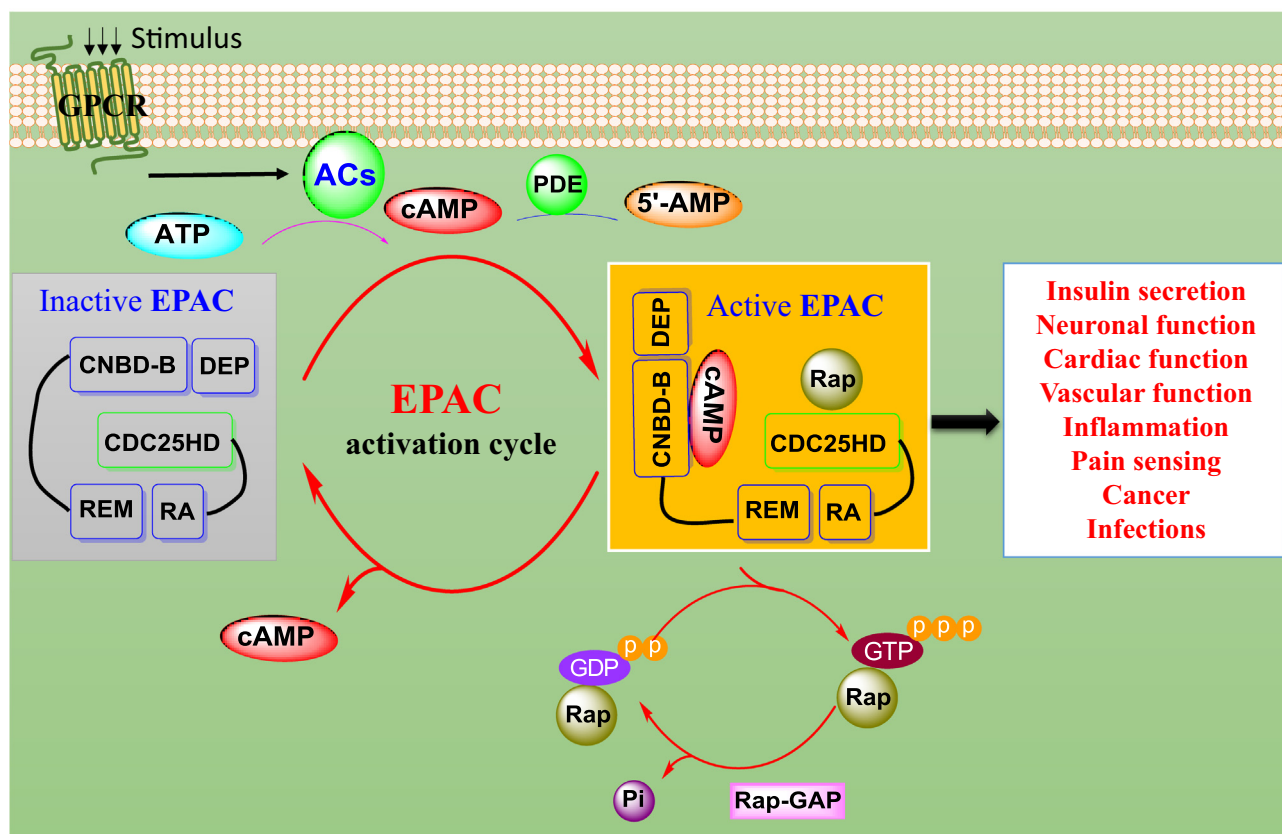 Stimulus
GPCR
ACs
cAMP
PDE
5'-AMP
ATP
Inactive EPAC
CNBD-B
DEP
CDC25HD
REM
RA
EPAC
activation cycle
Active EPAC
DEP
CNBD-B
cAMP
Rap
CDC25HD
REM
RA
Insulin secretion
Neuronal function
Cardiac function
Vascular function
Inflammation
Pain sensing
Cancer
Infections
cAMP
GDP
p p
Rap
GTP
p p p
Rap
Pi
Rap-GAP